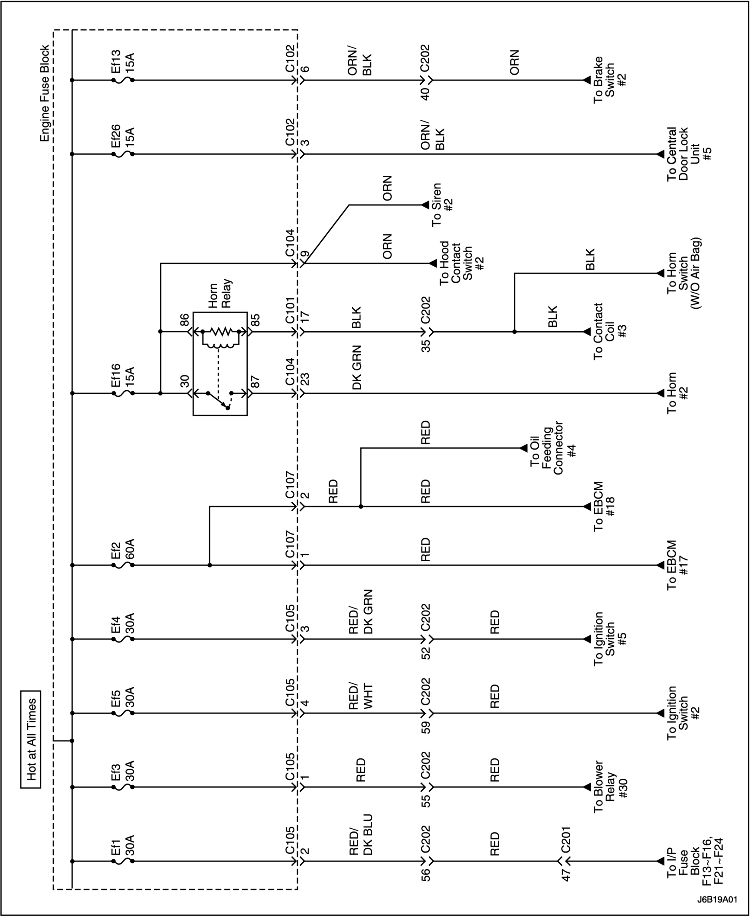 Hot at All Times
Engine Fuse Block
Ef1
30A
C105
2
RED/
DK BLU
C202
56
RED
C201
47
To I/P
Fuse
Block
F13~F16,
F21~F24
Ef3
30A
C105
1
RED
C202
55
RED
To Blower
Relay
#30
Ef5
30A
C105
4
RED/
WHT
C202
59
RED
To Ignition
Switch
#2
Ef4
30A
C105
3
RED/
DK GRN
C202
52
RED
To Ignition
Switch
#5
Ef2
60A
C107
1
RED
To EBCM
#17
C107
2
RED
RED
To EBCM
#18
RED
To Oil
Feeding
Connector
#4
Ef16
15A
30
87
C104
23
DK GRN
To Horn
#2
Horn
Relay
86
85
C101
17
BLK
C202
35
BLK
To Contact
Coil
#3
BLK
To Horn
Switch
(W/O Air Bag)
C104
9
ORN
To Hood
Contact
Switch
#2
ORN
To Siren
#2
Ef26
15A
C102
3
ORN/
BLK
To Central
Door Lock
Unit
#5
Ef13
15A
C102
6
ORN/
BLK
C202
40
ORN
To Brake
Switch
#2
J6B19A01